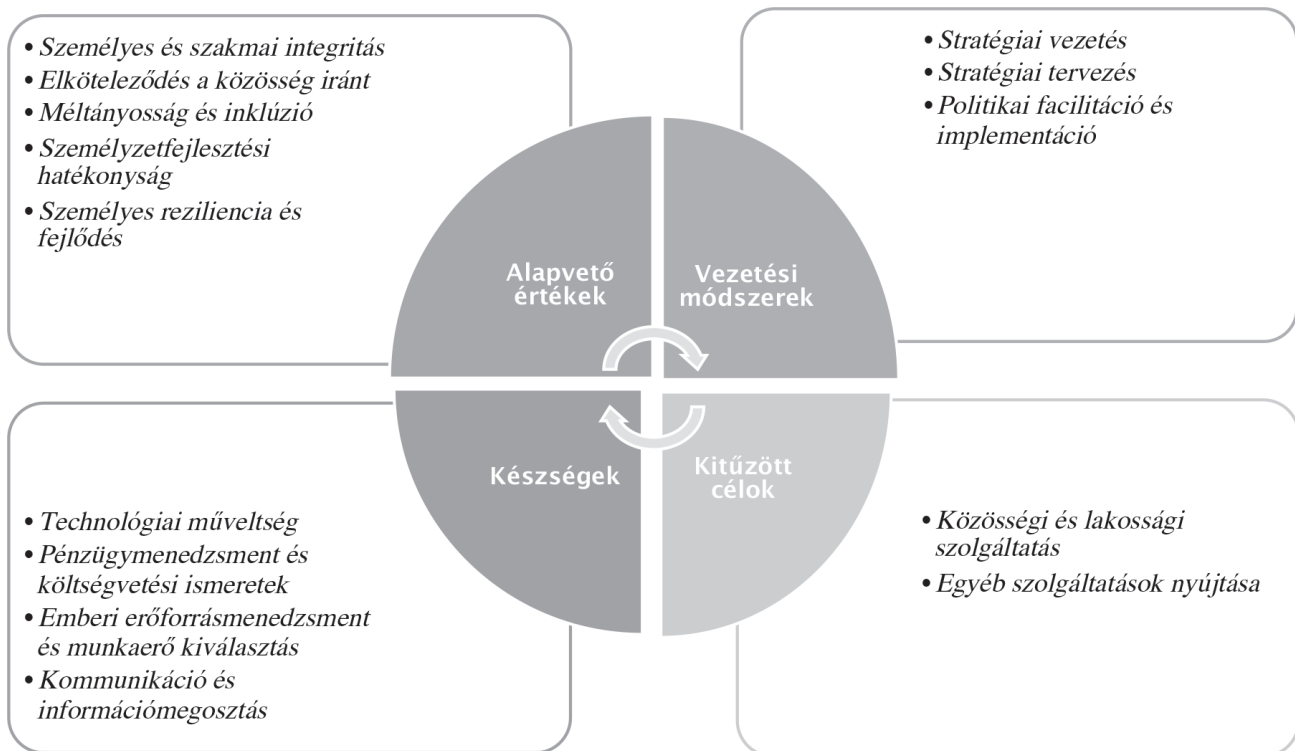 • Személyes és szakmai integritás
• Elköteleződés a közösség iránt
• Méltányosság és inklúzió
• Személyzetfejlesztési
hatékonyság
• Személyes reziliencia és
fejlődés
• Stratégiai vezetés
• Stratégiai tervezés
• Politikai facilitáció és
implementáció
Alapvető
értékek
Vezetési
módszerek
Készségek
Kitűzött
célok
• Technológiai műveltség
• Pénzügymenedzsment és
költségvetési ismeretek
• Emberi erőforrásmenedzsment
és munkaerő kiválasztás
• Kommunikáció és
információmegosztás
• Közösségi és lakossági
szolgáltatás
• Egyéb szolgáltatások nyújtása